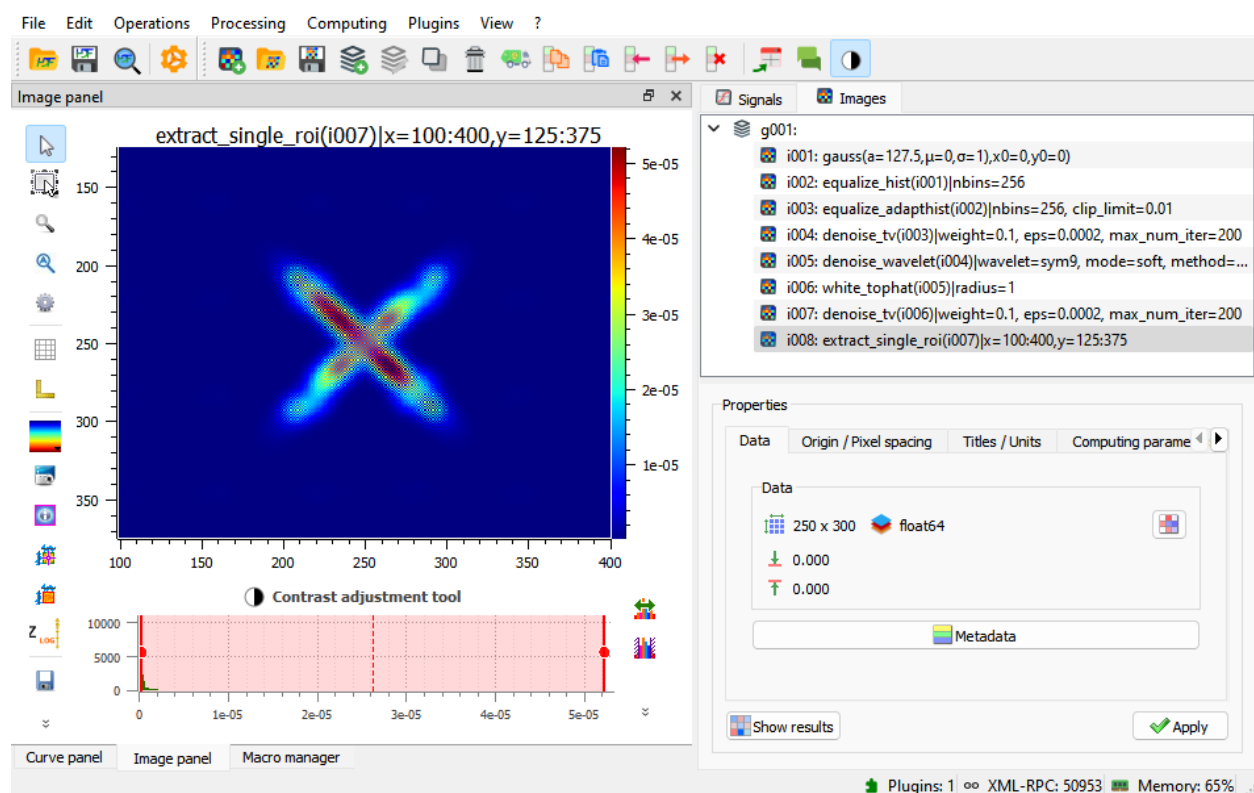 File Edit Operations Processing Computing Plugins View ?
Image panel
Signals Images
extract_single_roi(i007)|x=100:400,y=125:375
150
200
250
300
350
100 150 200 250 300 350 400
5e-05
4e-05
3e-05
2e-05
1e-05
Z LOG
Contrast adjustment tool
10000
5000
0
0 1e-05 2e-05 3e-05 4e-05 5e-05
Curve panel Image panel Macro manager
g001:
i001: gauss(a=127.5,μ=0,σ=1),x0=0,y0=0)
i002: equalize_hist(i001)|nbins=256
i003: equalize_adapthist(i002)|nbins=256, clip_limit=0.01
i004: denoise_tv(i003)|weight=0.1, eps=0.0002, max_num_iter=200
i005: denoise_wavelet(i004)|wavelet=sym9, mode=soft, method=...
i006: white_tophat(i005)|radius=1
i007: denoise_tv(i006)|weight=0.1, eps=0.0002, max_num_iter=200
i008: extract_single_roi(i007)|x=100:400,y=125:375
Properties
Data Origin / Pixel spacing Titles / Units Computing parame
Data
250 x 300 float64
0.000
0.000
Metadata
Show results Apply
Plugins: 1 XML-RPC: 50953 Memory: 65%